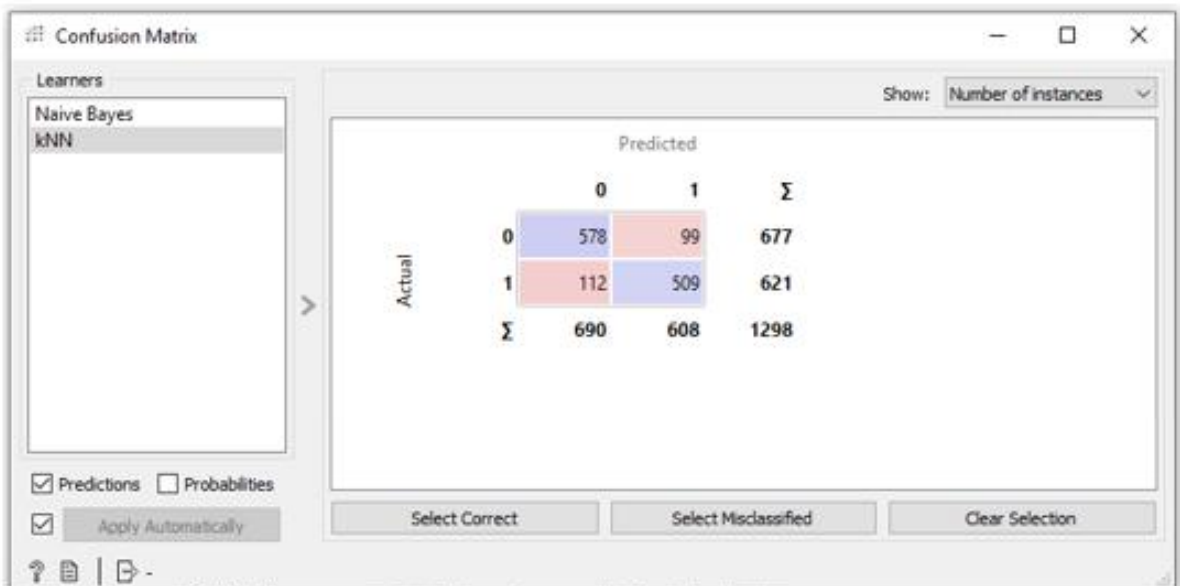 Confusion Matrix
Learners
Show: Number of instances
Naive Bayes
kNN
Predicted
0 1 Σ
0 578 99 677
Actual
1 112 509 621
Σ 690 608 1298
Predictions Probabilities
Apply Automatically
Select Correct Select Misclassified Clear Selection